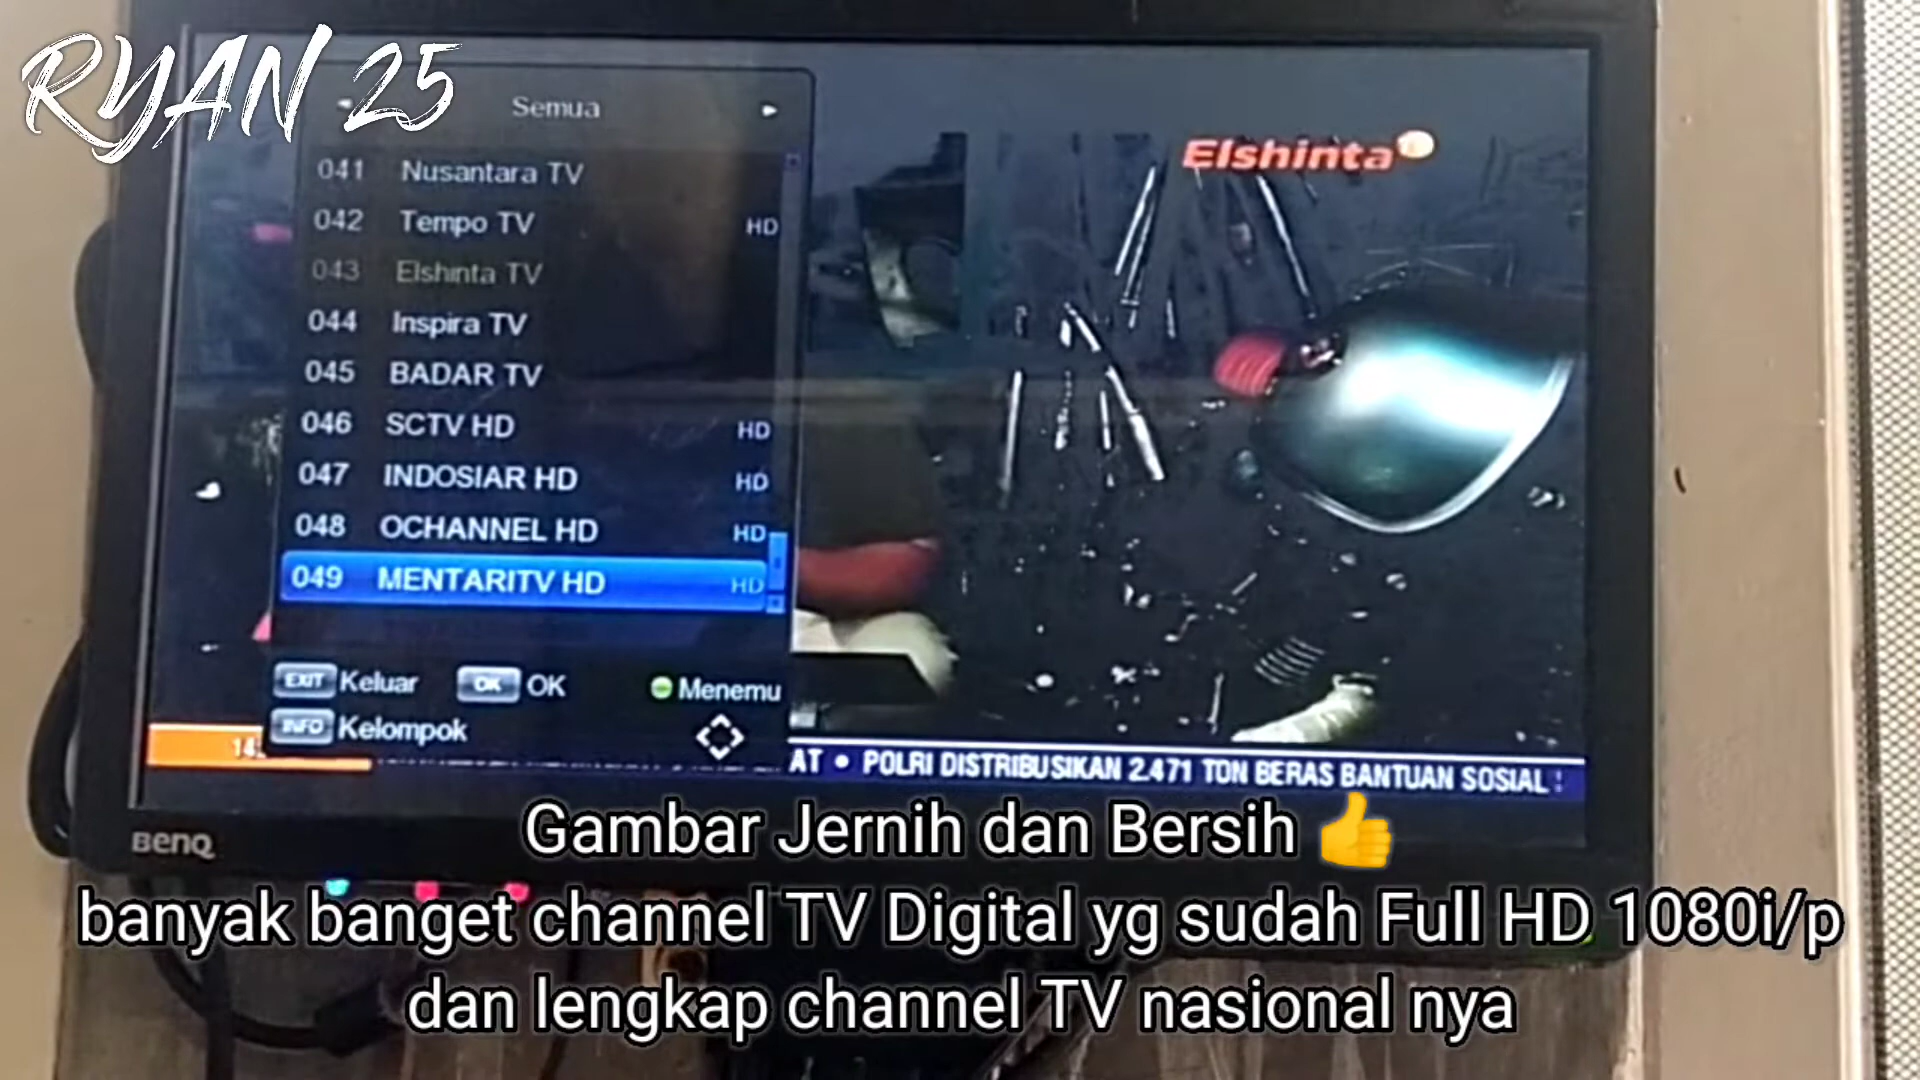 RYAN 25
Semua
041 Nusantara TV
042 Tempo TV HD
043 Elshinta TV
044 Inspira TV
045 BADAR TV
046 SCTV HD HD
047 INDOSIAR HD HD
048 OCHANNEL HD HD
049 MENTARITV HD HD
EXIT Keluar OK OK Menemu
INFO Kelompok
Elshinta
AT • POLRI DISTRIBUSIKAN 2.471 TON BERAS BANTUAN SOSIAL
BenQ
Gambar Jernih dan Bersih 👍
banyak banget channel TV Digital yg sudah Full HD 1080i/p
dan lengkap channel TV nasional nya